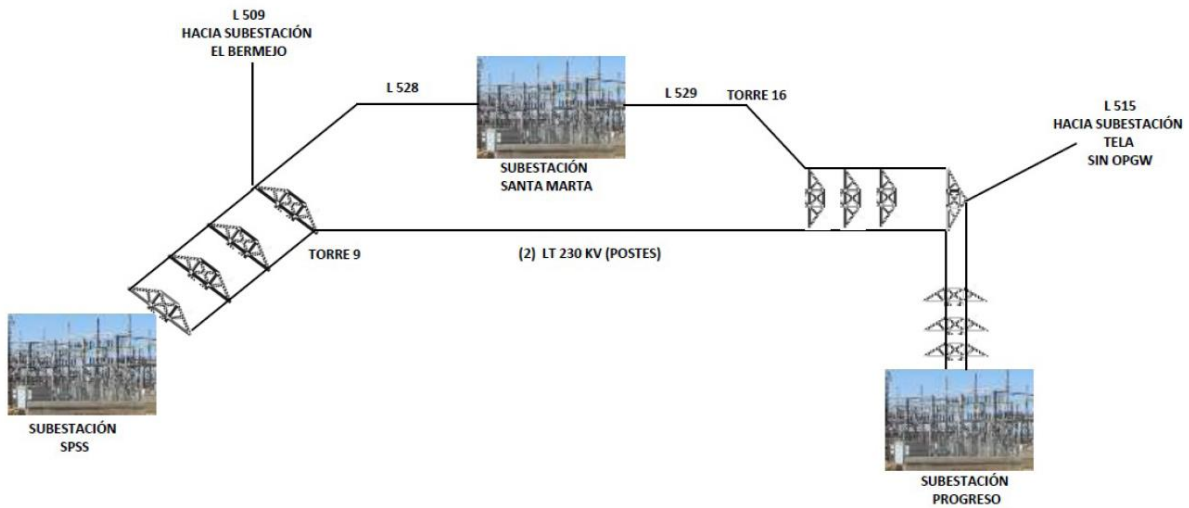 L 509
HACIA SUBESTACIÓN
EL BERMEJO
L 528
L 529
TORRE 16
L 515
HACIA SUBESTACIÓN
TELA
SIN OPGW
SUBESTACIÓN
SANTA MARTA
TORRE 9
(2) LT 230 KV (POSTES)
SUBESTACIÓN
SPSS
SUBESTACIÓN
PROGRESO